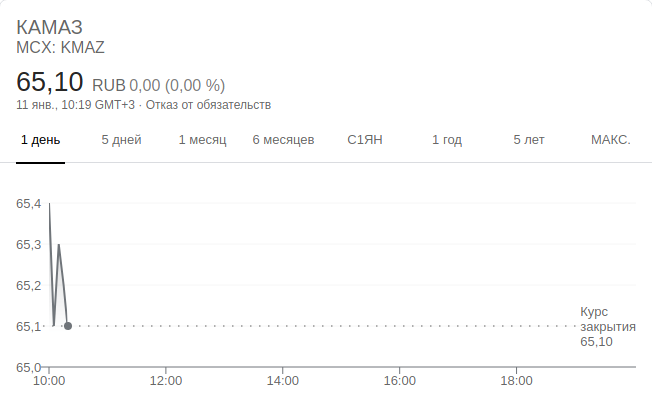 КАМАЗ
MCX: KMAZ
65,10 RUB 0,00 (0,00 %)
11 янв., 10:19 GMT+3 · Отказ от обязательств
1 день 5 дней 1 месяц 6 месяцев С1ЯН 1 год 5 лет МАКС.
65,4
65,3
65,2
65,1
65,0
Курс
закрытия
65,10
10:00 12:00 14:00 16:00 18:00